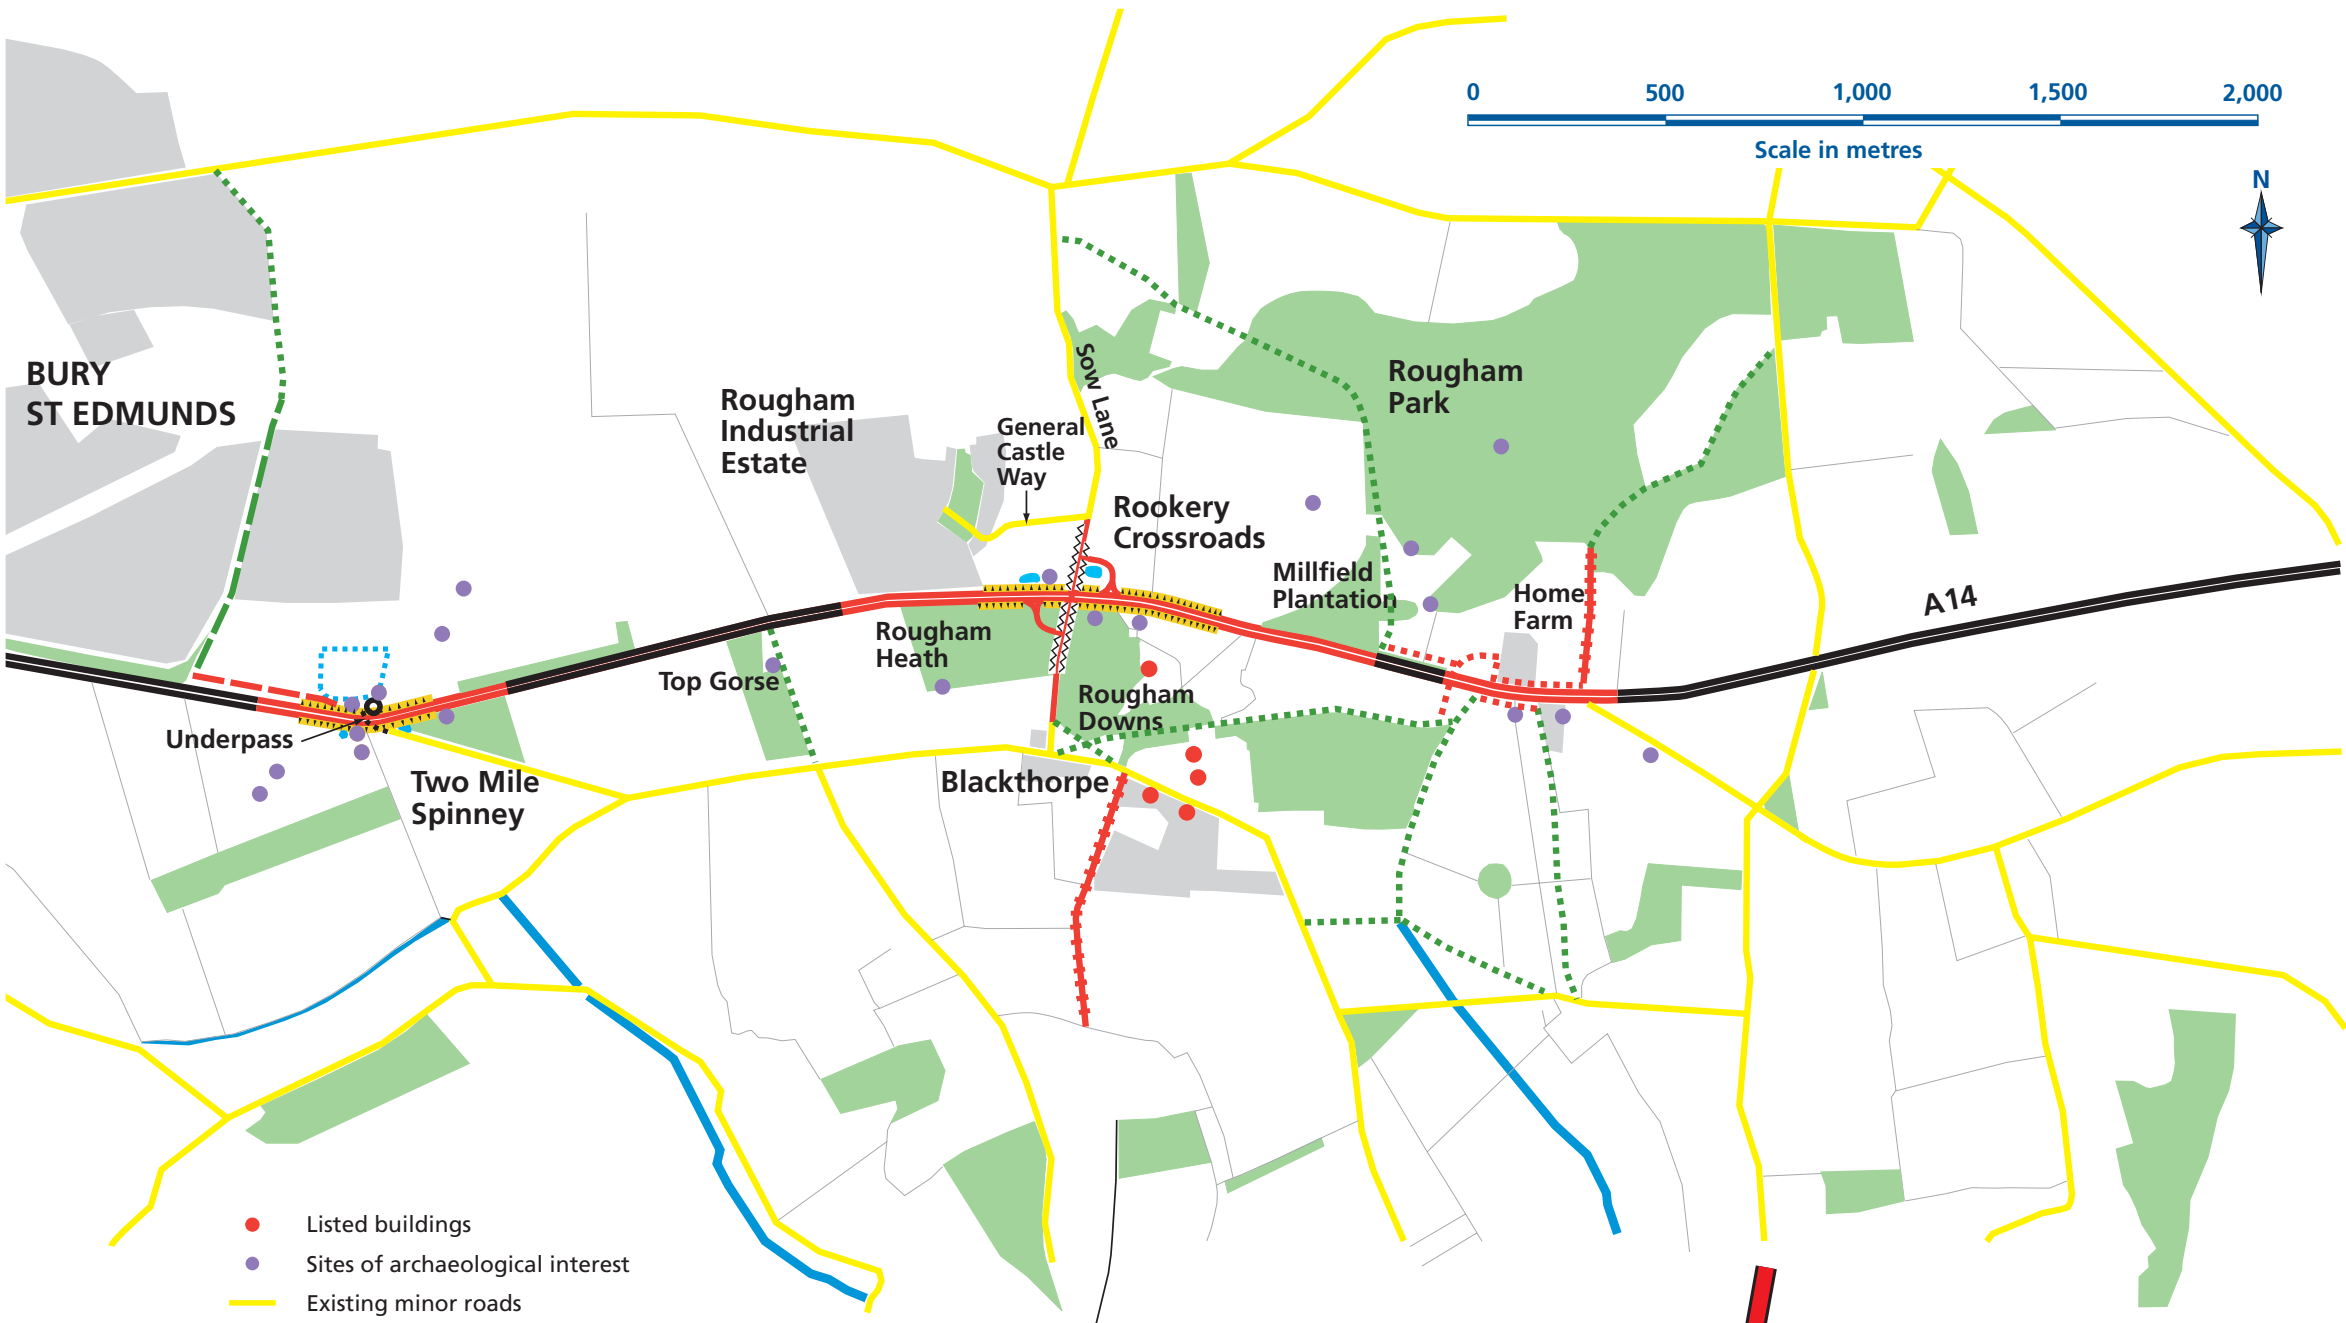 0 500 1,000 1,500 2,000
Scale in metres
N
BURY
ST EDMUNDS
Rougham
Industrial
Estate
General
Castle
Way
Sow Lane
Rougham
Park
Rookery
Crossroads
Millfield
Plantation
Home
Farm
A14
Rougham
Heath
Top Gorse
Rougham
Downs
Underpass
Two Mile
Spinney
Blackthorpe
Listed buildings
Sites of archaeological interest
Existing minor roads